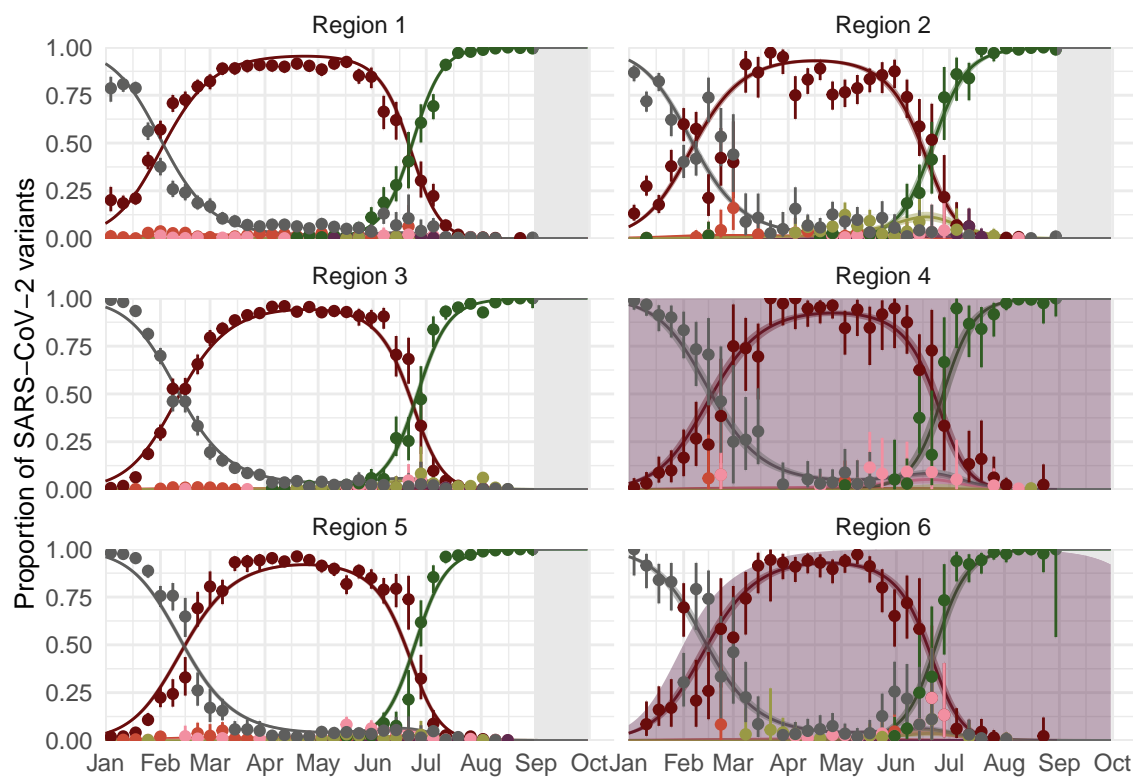 Region 1
Region 2
1.00
0.75
0.50
0.25
0.00
Region 3
Region 4
1.00
0.75
0.50
0.25
0.00
Region 5
Region 6
1.00
0.75
0.50
0.25
0.00
Jan Feb Mar Apr May Jun Jul Aug Sep Oct
Jan Feb Mar Apr May Jun Jul Aug Sep Oct
Proportion of SARS−CoV−2 variants